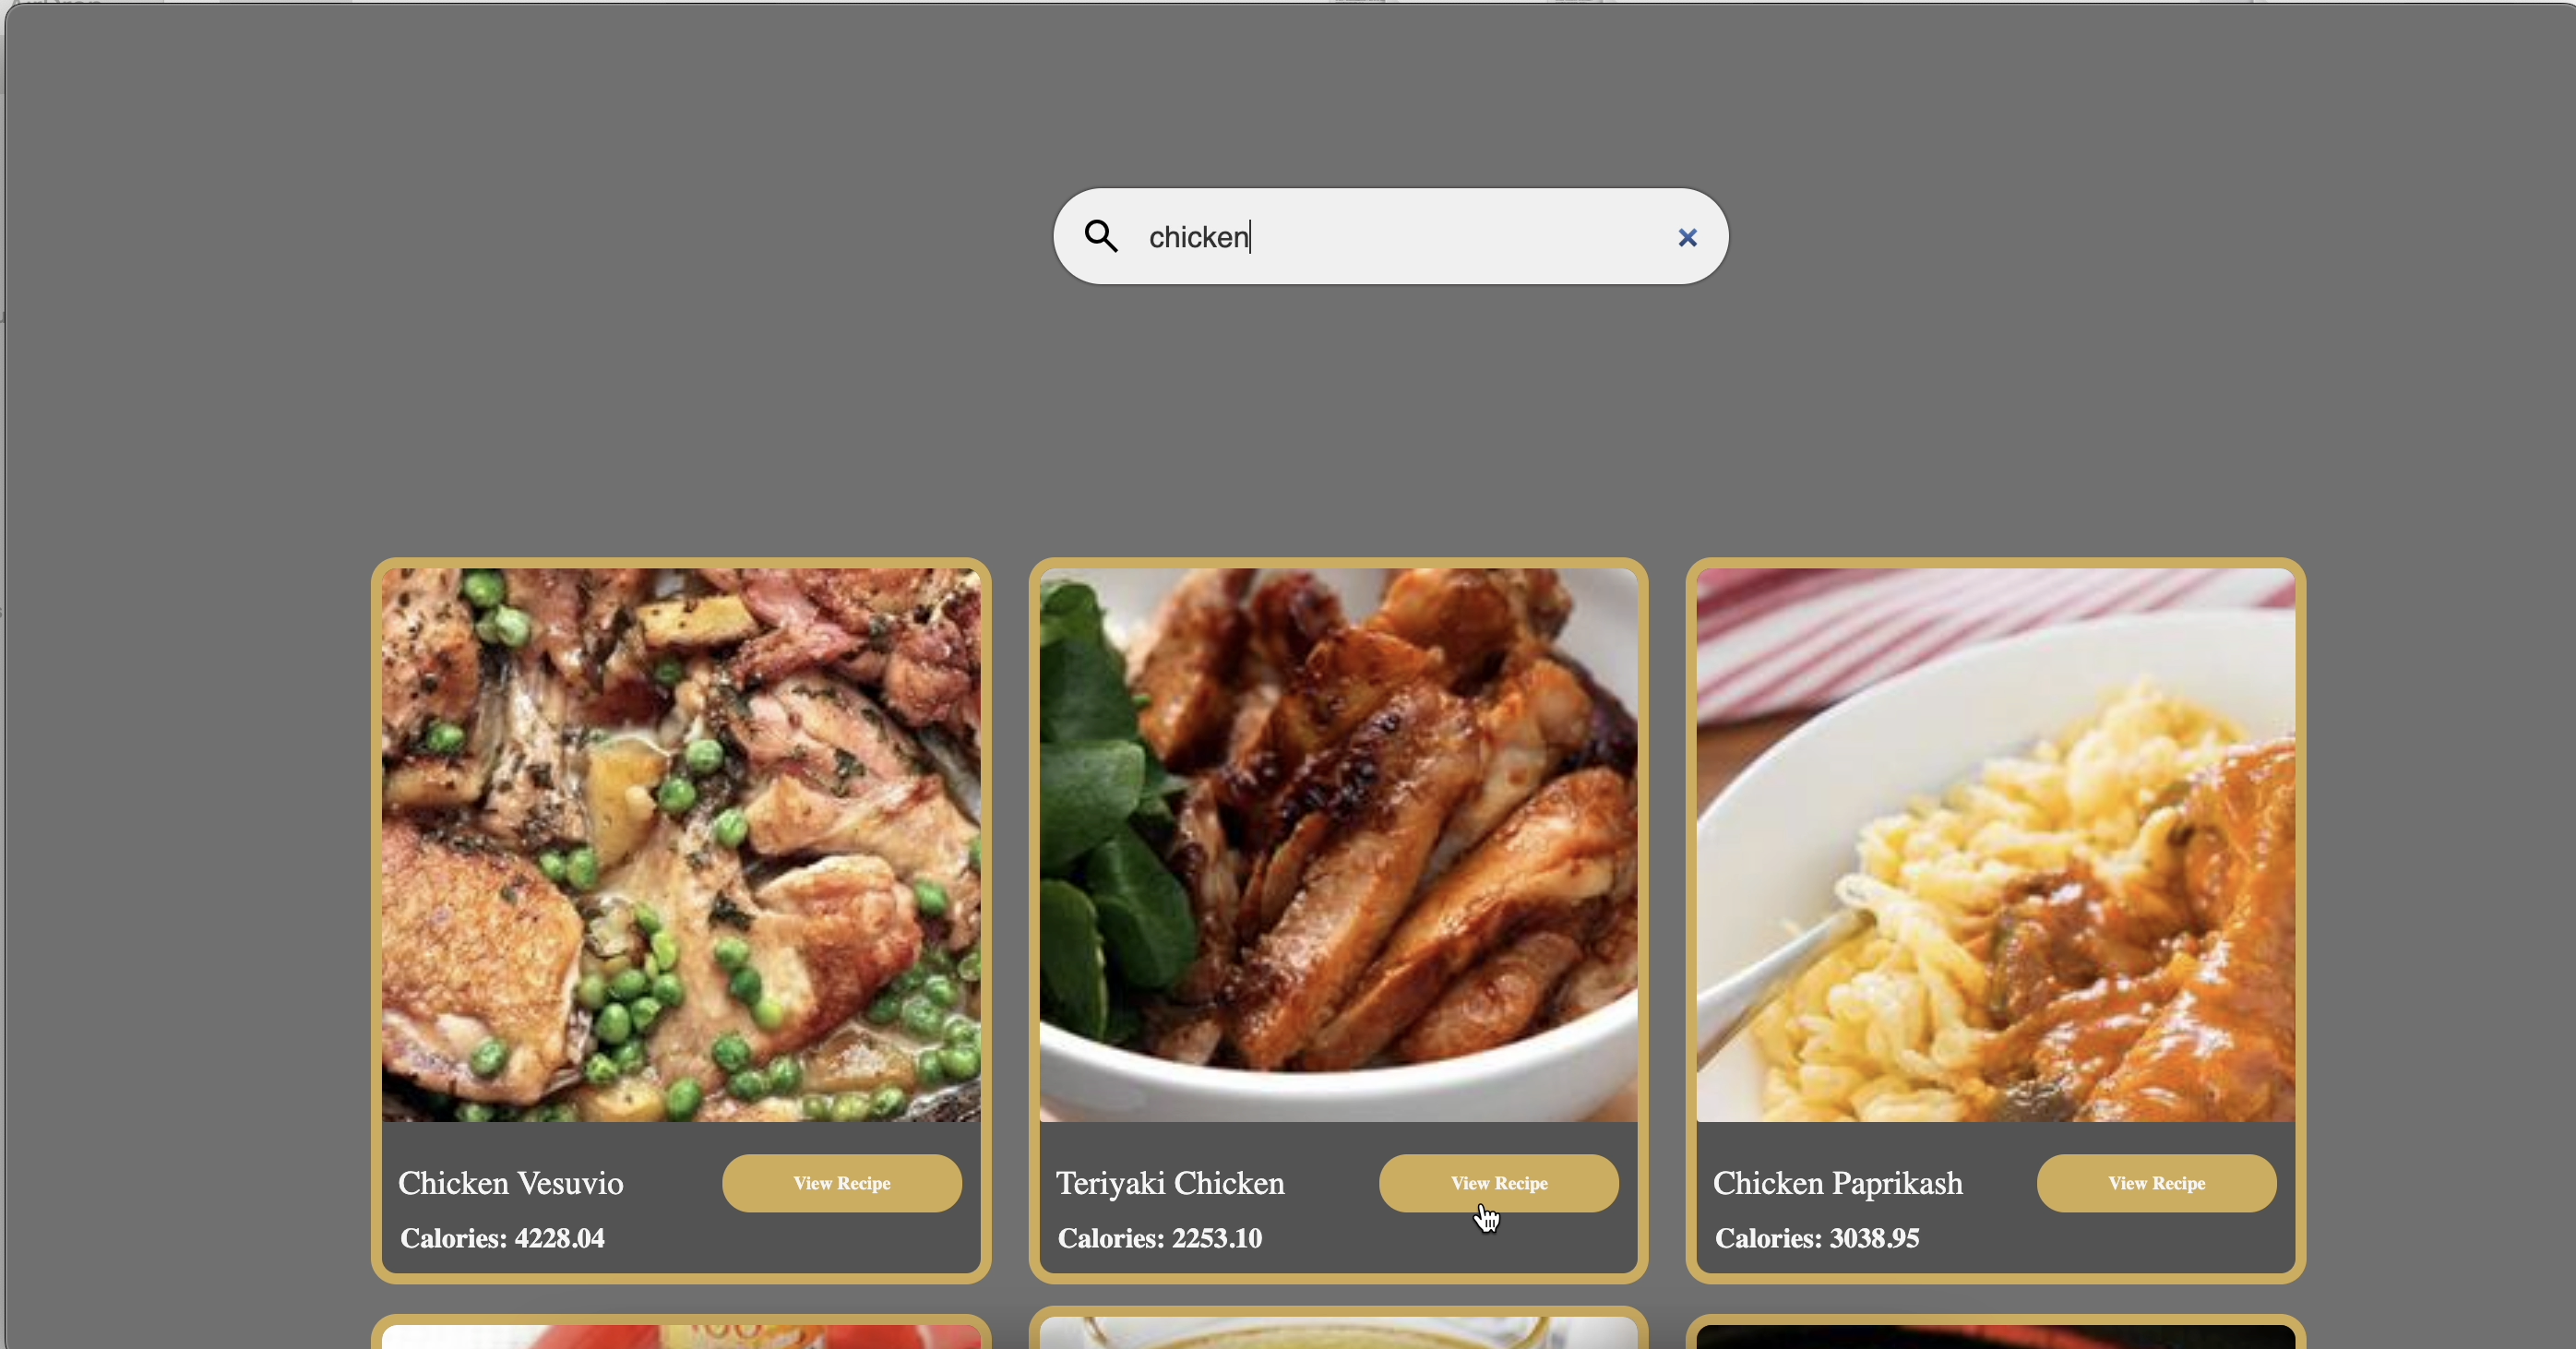 chicken
Chicken Vesuvio
View Recipe
Calories: 4228.04
Teriyaki Chicken
View Recipe
Calories: 2253.10
Chicken Paprikash
View Recipe
Calories: 3038.95